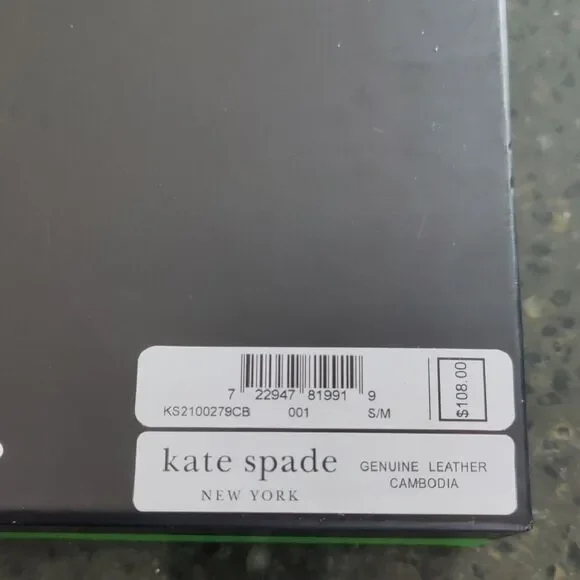 7 22947 81991 9
KS2100279CB 001 S/M
$108.00
kate spade
NEW YORK
GENUINE LEATHER
CAMBODIA